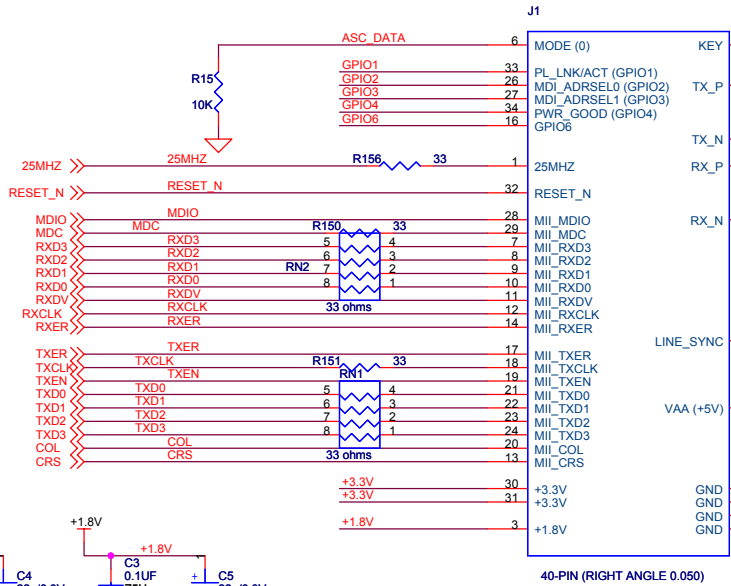 J1
ASC_DATA 6 MODE (0) KEY
R15
10K
GPIO1 33 PL_LNK/ACT (GPIO1)
GPIO2 26 MDI_ADRSEL0 (GPIO2) TX_P
GPIO3 27 MDI_ADRSEL1 (GPIO3)
GPIO4 34 PWR_GOOD (GPIO4)
GPIO6 16 GPIO6
TX_N
25MHZ 25MHZ R156 33 1 25MHZ RX_P
RESET_N RESET_N 32 RESET_N
MDIO MDIO 28 MII_MDIO RX_N
MDC MDC R150 33 29 MII_MDC
RXD3 RXD3 5 4 7 MII_RXD3
RXD2 RXD2 6 3 8 MII_RXD2
RXD1 RXD1 RN2 7 2 9 MII_RXD1
RXD0 RXD0 8 1 10 MII_RXD0
RXDV RXDV 11 MII_RXDV
RXCLK RXCLK 33 ohms 12 MII_RXCLK
RXER RXER 14 MII_RXER
LINE_SYNC
TXER TXER 17 MII_TXER
TXCLK TXCLK R151 33 18 MII_TXCLK
TXEN TXEN RN1 19 MII_TXEN
TXD0 TXD0 5 4 21 MII_TXD0
TXD1 TXD1 6 3 22 MII_TXD1 VAA (+5V)
TXD2 TXD2 7 2 23 MII_TXD2
TXD3 TXD3 8 1 24 MII_TXD3
COL COL 20 MII_COL
CRS CRS 33 ohms 13 MII_CRS
+3.3V 30 +3.3V GND
+3.3V 31 +3.3V GND
GND
+1.8V 3 +1.8V GND
+1.8V
+1.8V
C4 C3 + C5
0.1UF
40-PIN (RIGHT ANGLE 0.050)